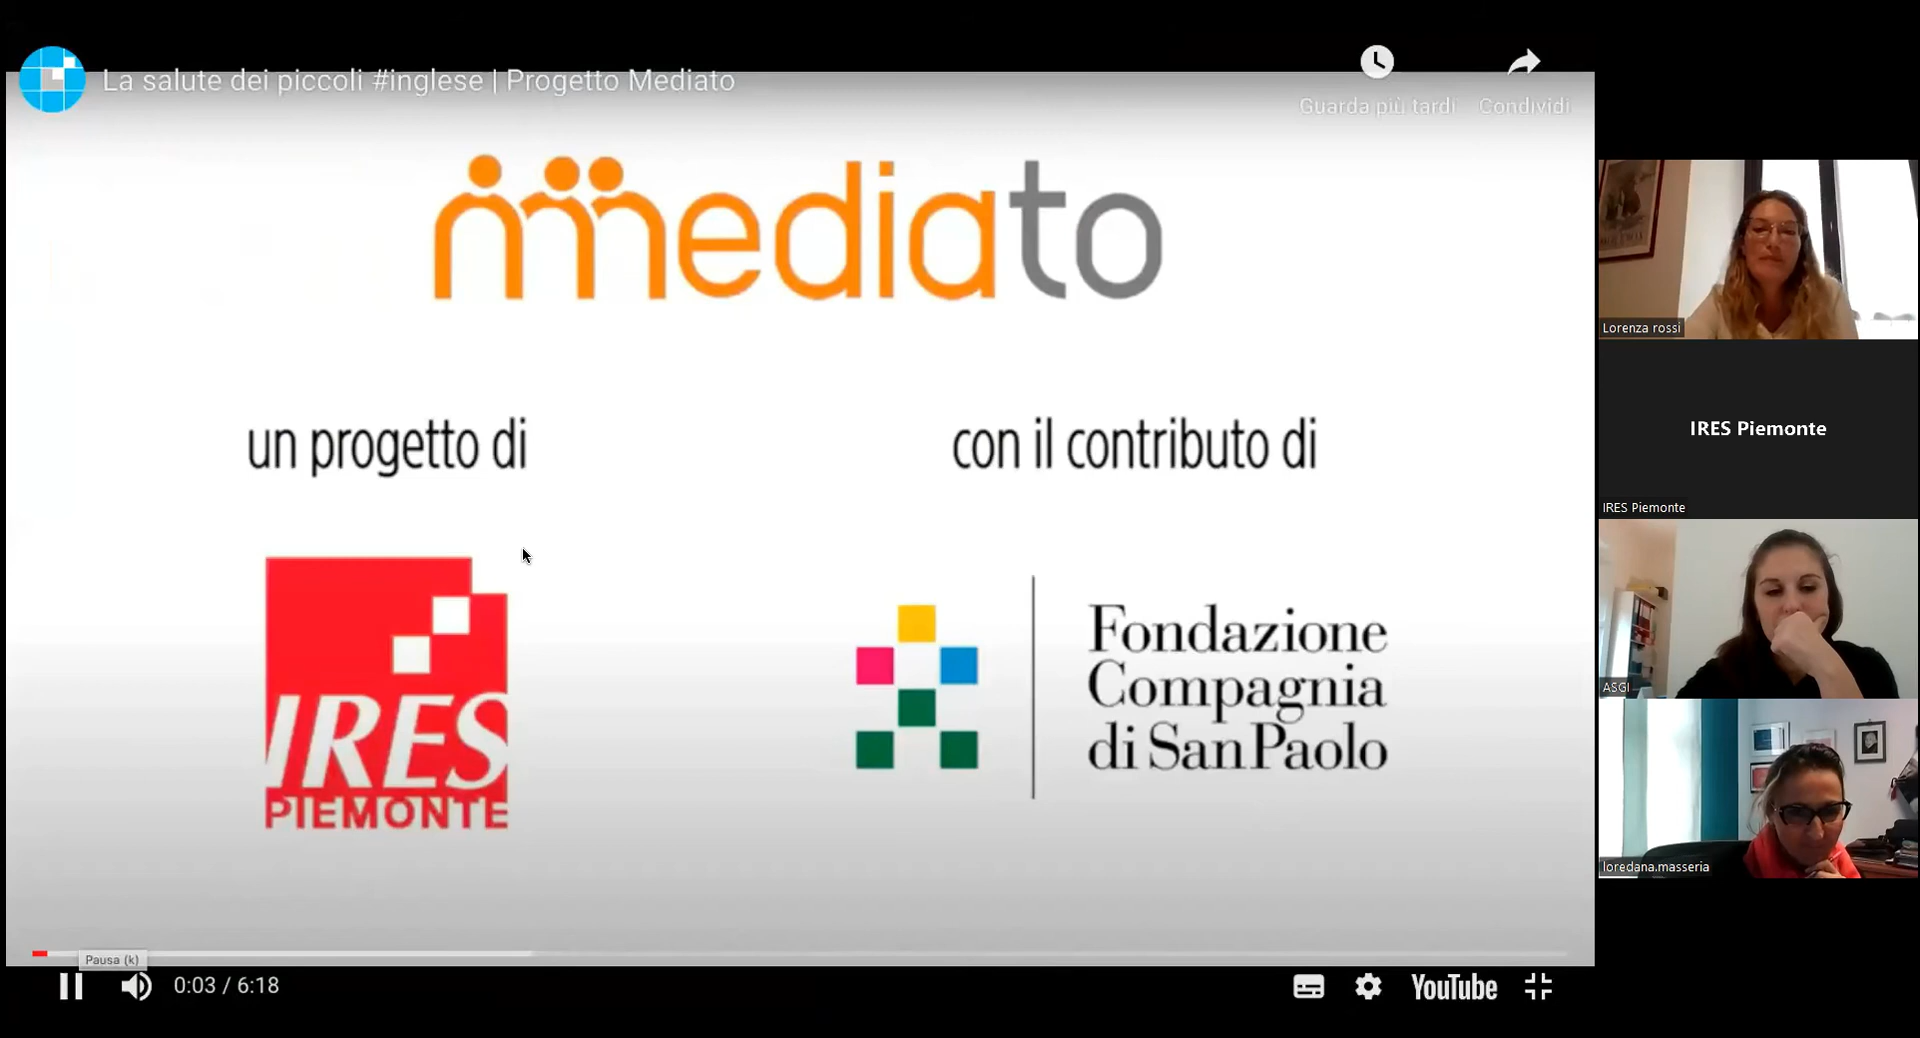 La salute dei piccoli #inglese | Progetto Mediato
Guarda più tardi
Condividi
mediato
un progetto di
con il contributo di
IRES
PIEMONTE
Fondazione
Compagnia
di San Paolo
Pausa (k)
0:03 / 6:18
YouTube
Lorenza rossi
IRES Piemonte
IRES Piemonte
ASGI
loredana.masseria